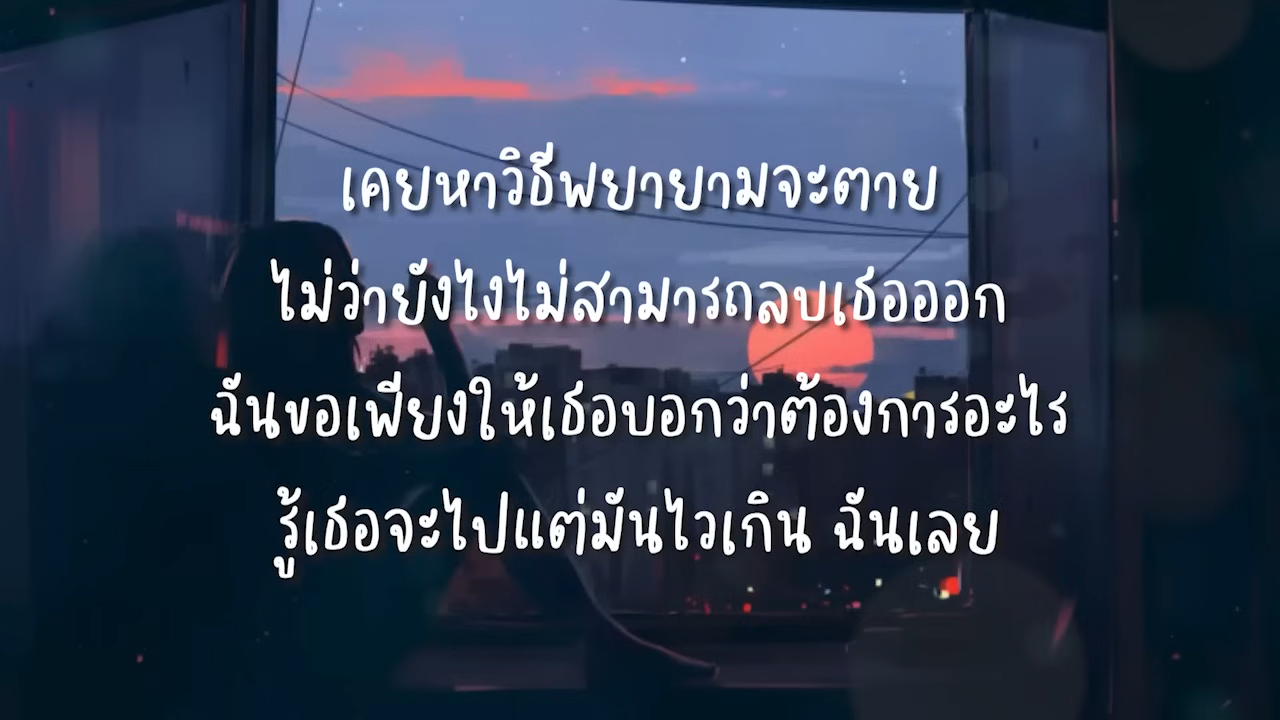 เคยหาวิธีพยายามจะตาย
ไม่ว่ายังไงไม่สามารถลบเธอออก
ฉันขอเพียงให้เธอบอกว่าต้องการอะไร
รู้เธอจะไปแต่มันไวเกิน ฉันเลย